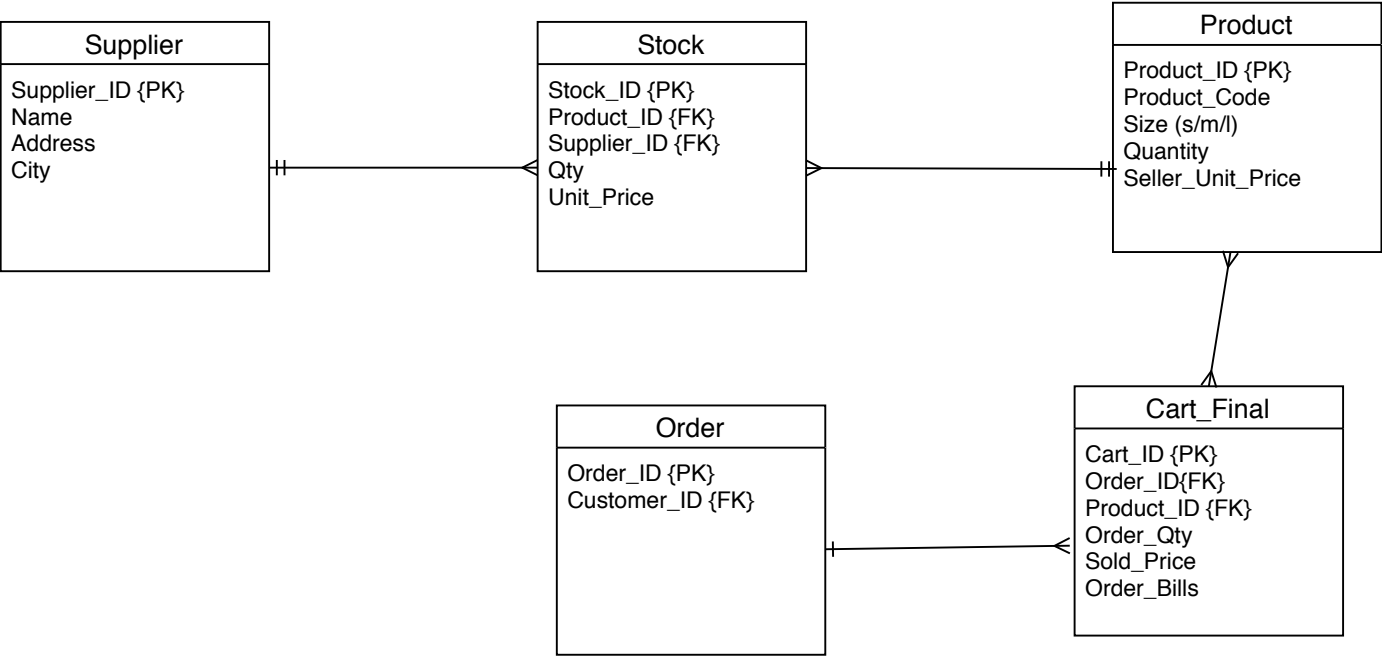 Supplier
Supplier_ID {PK}
Name
Address
City
Stock
Stock_ID {PK}
Product_ID {FK}
Supplier_ID {FK}
Qty
Unit_Price
Product
Product_ID {PK}
Product_Code
Size (s/m/l)
Quantity
Seller_Unit_Price
Order
Order_ID {PK}
Customer_ID {FK}
Cart_Final
Cart_ID {PK}
Order_ID{FK}
Product_ID {FK}
Order_Qty
Sold_Price
Order_Bills